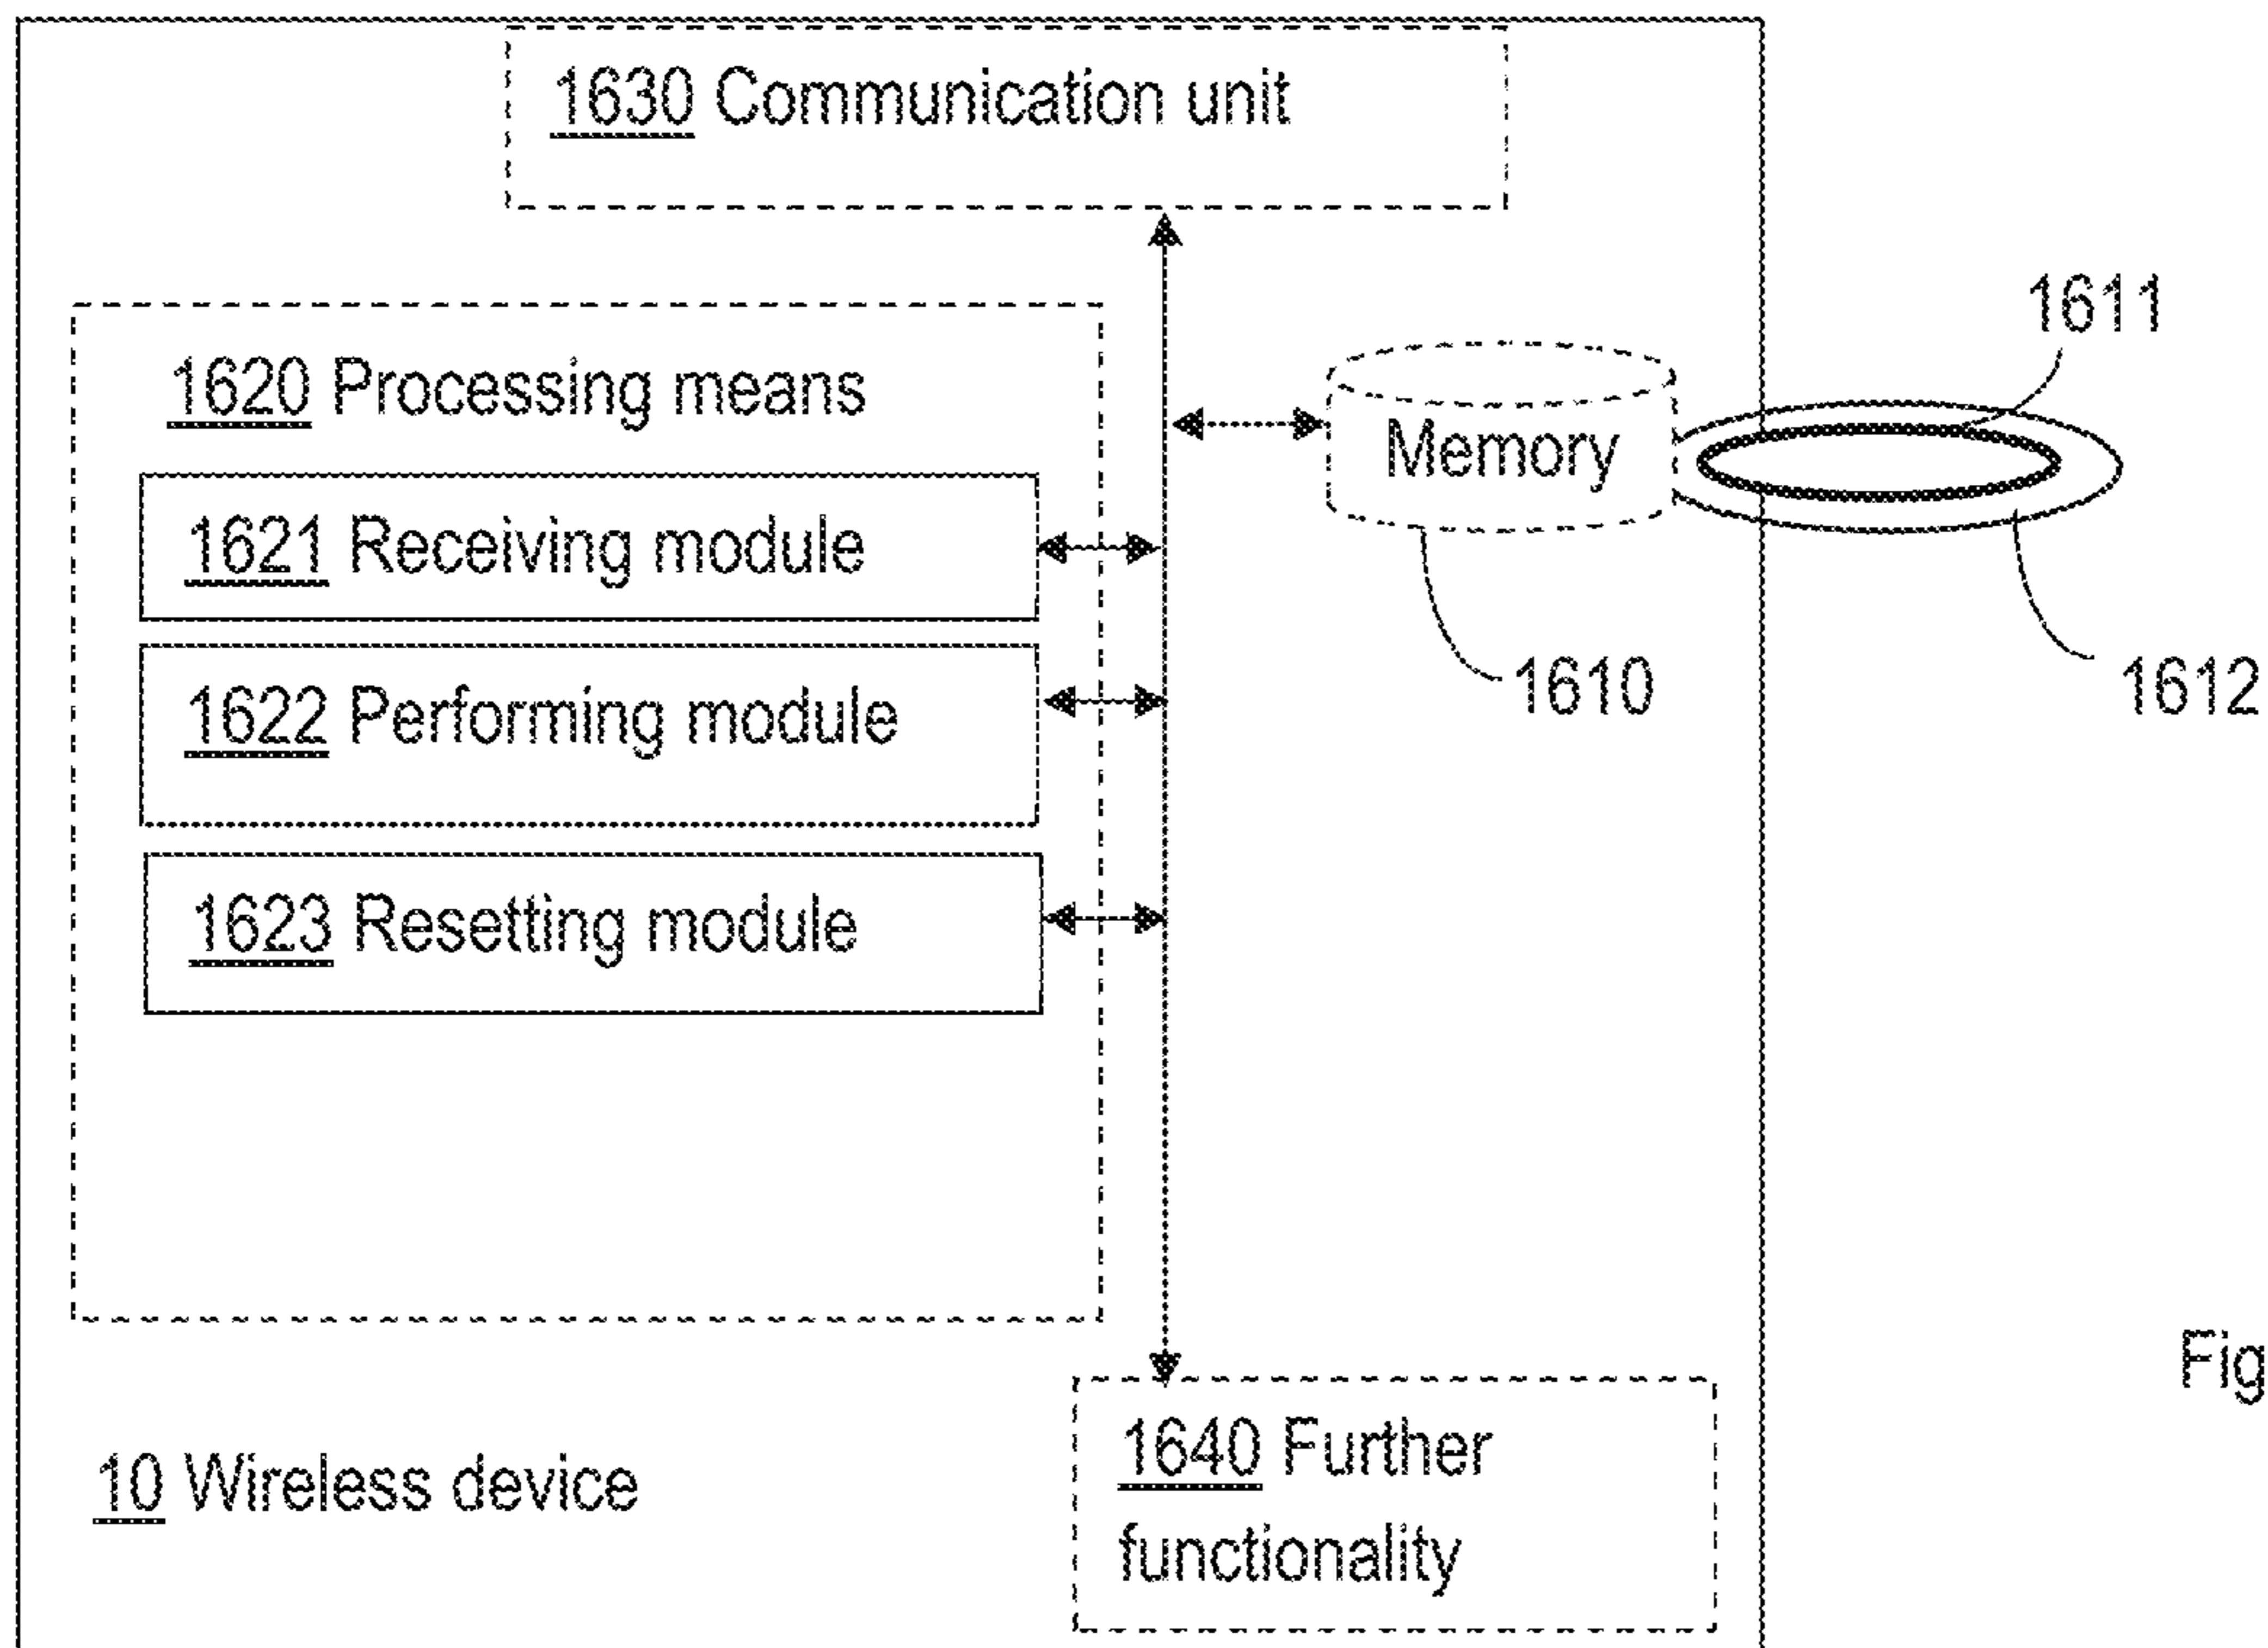 1630 Communication unit
1611
1620 Processing means
Memory
1621 Receiving module
1610
1612
1622 Performing module
1623 Resetting module
Fig
1640 Further
functionality
10 Wireless device